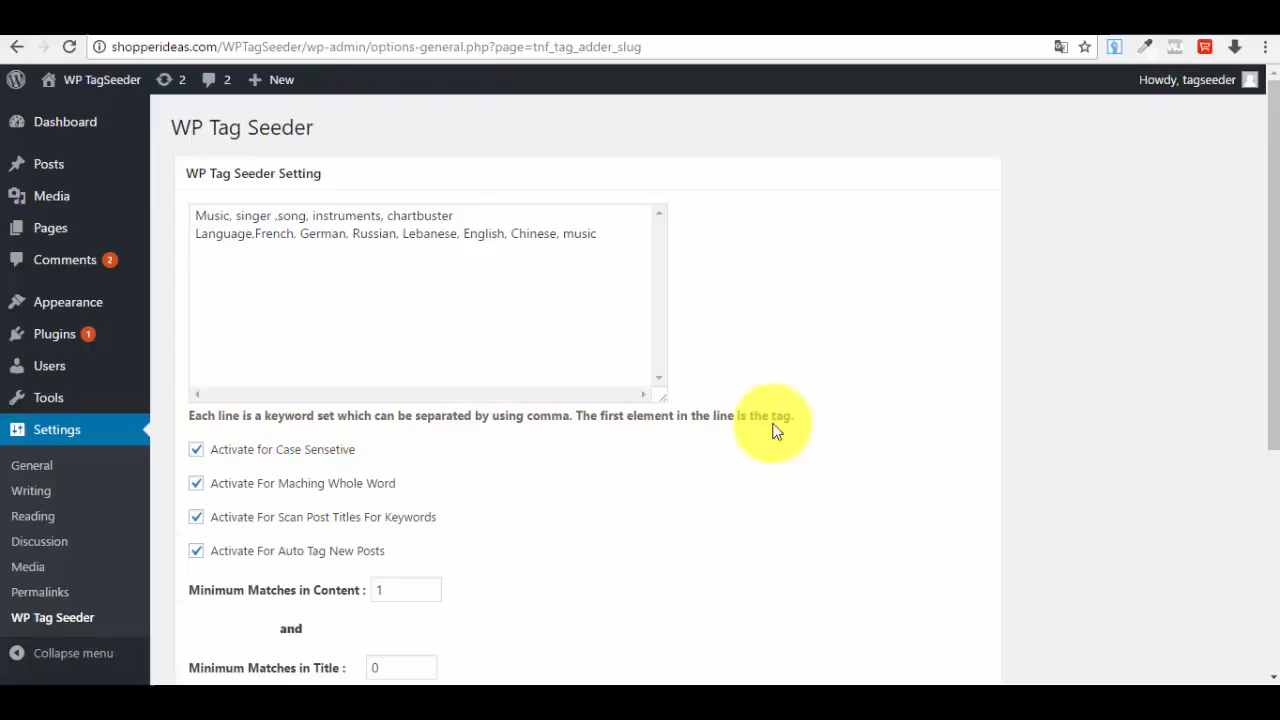 shopperideas.com/WPTagSeeder/wp-admin/options-general.php?page=tnf_tag_adder_slug
WP TagSeeder 2 2 + New Howdy, tagseeder
Dashboard
Posts
Media
Pages
Comments 2
Appearance
Plugins 1
Users
Tools
Settings
General
Writing
Reading
Discussion
Media
Permalinks
WP Tag Seeder
Collapse menu
WP Tag Seeder
WP Tag Seeder Setting
Music, singer ,song, instruments, chartbuster
Language,French, German, Russian, Lebanese, English, Chinese, music
Each line is a keyword set which can be separated by using comma. The first element in the line is the tag.
Activate for Case Sensetive
Activate For Maching Whole Word
Activate For Scan Post Titles For Keywords
Activate For Auto Tag New Posts
Minimum Matches in Content : 1
and
Minimum Matches in Title : 0